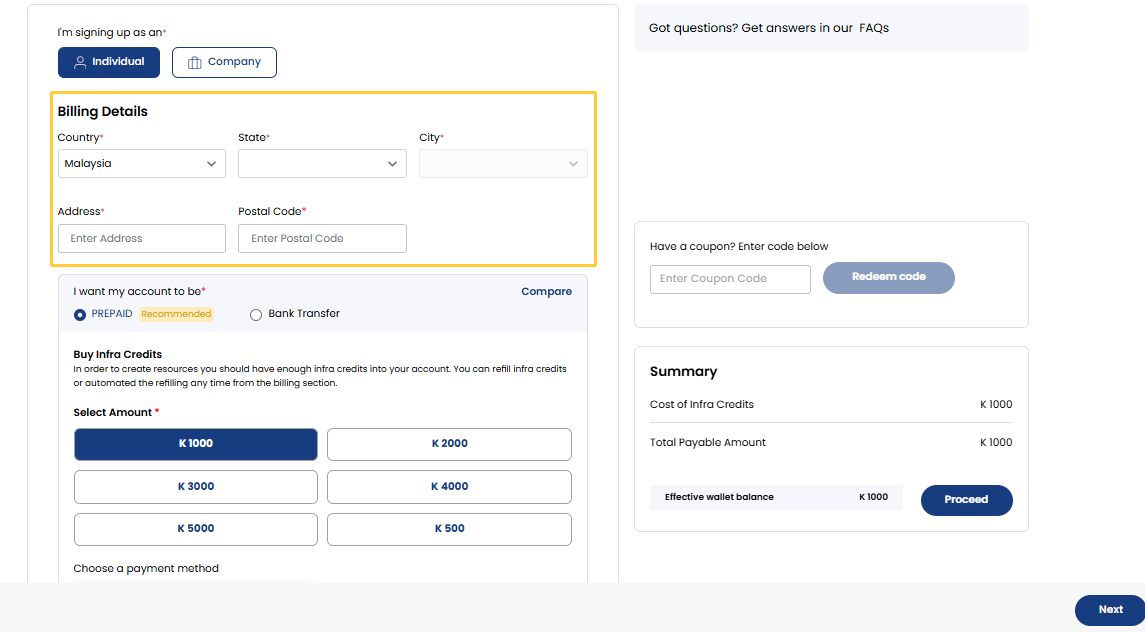 I'm signing up as an*
Individual
Company
Billing Details
Country*
State*
City*
Malaysia
Address*
Postal Code*
Enter Address
Enter Postal Code
I want my account to be*
Compare
PREPAID
Recommended
Bank Transfer
Buy Infra Credits
In order to create resources you should have enough infra credits into your account. You can refill infra credits
or automated the refilling any time from the billing section.
Select Amount *
K 1000
K 2000
K 3000
K 4000
K 5000
K 500
Choose a payment method
Got questions? Get answers in our FAQs
Have a coupon? Enter code below
Enter Coupon Code
Redeem code
Summary
Cost of Infra Credits
K 1000
Total Payable Amount
K 1000
Effective wallet balance
K 1000
Proceed
Next